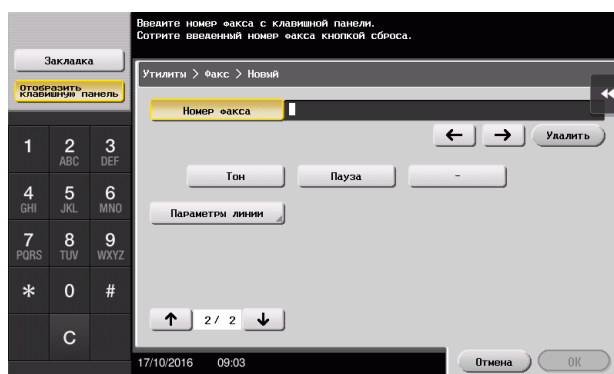 Введите номер факса с клавишной панели.
Сотрите введенный номер факса кнопкой сброса.
Закладка
Отобразить
клавишную панель
Утилиты > Факс > Новый
Номер факса
← → Удалить
1 2 3
ABC DEF
Тон Пауза -
4 5 6
GHI JKL MNO
Параметры линии
7 8 9
PQRS TUV WXYZ
* 0 #
↑ 2/ 2 ↓
C
17/10/2016 09:03
Отмена OK